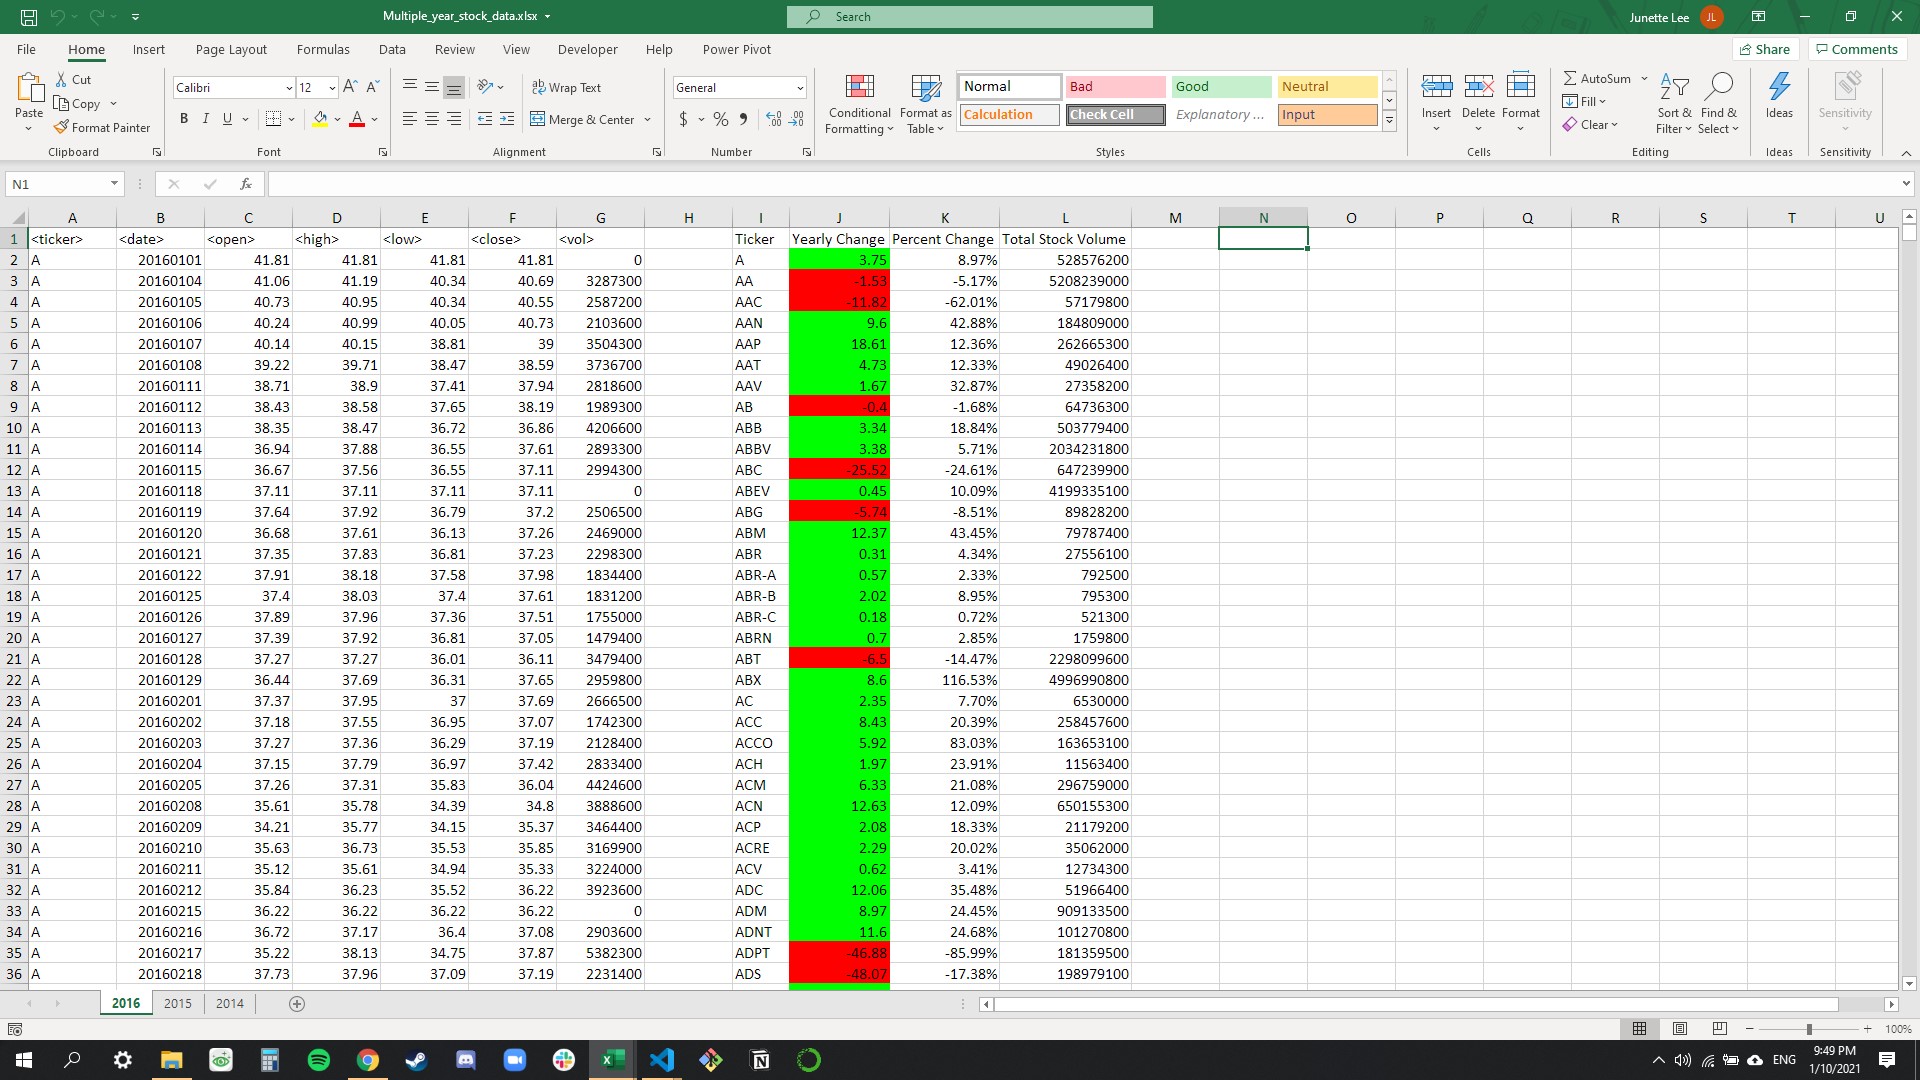 Multiple_year_stock_data.xlsx
Search
Junette Lee JL
File Home Insert Page Layout Formulas Data Review View Developer Help Power Pivot Share Comments
Paste Cut Copy Format Painter Clipboard
Calibri 12 A A B I U A Font
ab Wrap Text Merge & Center Alignment
General $ % 9 Number
Conditional Formatting Format as Table
Normal Bad Good Neutral
Calculation Check Cell Explanatory ... Input
Styles
Insert Delete Format Cells
AutoSum Fill Clear Sort & Filter Find & Select Editing
Ideas Ideas
Sensitivity Sensitivity
N1 fx
A B C D E F G H I J K L M N O P Q R S T U
1 <ticker> <date> <open> <high> <low> <close> <vol> Ticker Yearly Change Percent Change Total Stock Volume
2 A 20160101 41.81 41.81 41.81 41.81 0 A 3.75 8.97% 528576200
3 A 20160104 41.06 41.19 40.34 40.69 3287300 AA -1.53 -5.17% 5208239000
4 A 20160105 40.73 40.95 40.34 40.55 2587200 AAC -11.82 -62.01% 57179800
5 A 20160106 40.24 40.99 40.05 40.73 2103600 AAN 9.6 42.88% 184809000
6 A 20160107 40.14 40.15 38.81 39 3504300 AAP 18.61 12.36% 262665300
7 A 20160108 39.22 39.71 38.47 38.59 3736700 AAT 4.73 12.33% 49026400
8 A 20160111 38.71 38.9 37.41 37.94 2818600 AAV 1.67 32.87% 27358200
9 A 20160112 38.43 38.58 37.65 38.19 1989300 AB -0.4 -1.68% 64736300
10 A 20160113 38.35 38.47 36.72 36.86 4206600 ABB 3.34 18.84% 503779400
11 A 20160114 36.94 37.88 36.55 37.61 2893300 ABBV 3.38 5.71% 2034231800
12 A 20160115 36.67 37.56 36.55 37.11 2994300 ABC -25.52 -24.61% 647239900
13 A 20160118 37.11 37.11 37.11 37.11 0 ABEV 0.45 10.09% 4199335100
14 A 20160119 37.64 37.92 36.79 37.2 2506500 ABG -5.74 -8.51% 89828200
15 A 20160120 36.68 37.61 36.13 37.26 2469000 ABM 12.37 43.45% 79787400
16 A 20160121 37.35 37.83 36.81 37.23 2298300 ABR 0.31 4.34% 27556100
17 A 20160122 37.91 38.18 37.58 37.98 1834400 ABR-A 0.57 2.33% 792500
18 A 20160125 37.4 38.03 37.4 37.61 1831200 ABR-B 2.02 8.95% 795300
19 A 20160126 37.89 37.96 37.36 37.51 1755000 ABR-C 0.18 0.72% 521300
20 A 20160127 37.39 37.92 36.81 37.05 1479400 ABRN 0.7 2.85% 1759800
21 A 20160128 37.27 37.27 36.01 36.11 3479400 ABT -6.5 -14.47% 2298099600
22 A 20160129 36.44 37.69 36.31 37.65 2959800 ABX 8.6 116.53% 4996990800
23 A 20160201 37.37 37.95 37 37.69 2666500 AC 2.35 7.70% 6530000
24 A 20160202 37.18 37.55 36.95 37.07 1742300 ACC 8.43 20.39% 258457600
25 A 20160203 37.27 37.36 36.29 37.19 2128400 ACCO 5.92 83.03% 163653100
26 A 20160204 37.15 37.79 36.97 37.42 2833400 ACH 1.97 23.91% 11563400
27 A 20160205 37.26 37.31 35.83 36.04 4424600 ACM 6.33 21.08% 296759000
28 A 20160208 35.61 35.78 34.39 34.8 3888600 ACN 12.63 12.09% 650155300
29 A 20160209 34.21 35.77 34.15 35.37 3464400 ACP 2.08 18.33% 21179200
30 A 20160210 35.63 36.73 35.53 35.85 3169900 ACRE 2.29 20.02% 35062000
31 A 20160211 35.12 35.61 34.94 35.33 3224000 ACV 0.62 3.41% 12734300
32 A 20160212 35.84 36.23 35.52 36.22 3923600 ADC 12.06 35.48% 51966400
33 A 20160215 36.22 36.22 36.22 36.22 0 ADM 8.97 24.45% 909133500
34 A 20160216 36.72 37.17 36.4 37.08 2903600 ADNT 11.6 24.68% 101270800
35 A 20160217 35.22 38.13 34.75 37.87 5382300 ADPT -46.88 -85.99% 181359500
36 A 20160218 37.73 37.96 37.09 37.19 2231400 ADS -48.07 -17.38% 198979100
2016 2015 2014
100%
ENG 9:49 PM
1/10/2021